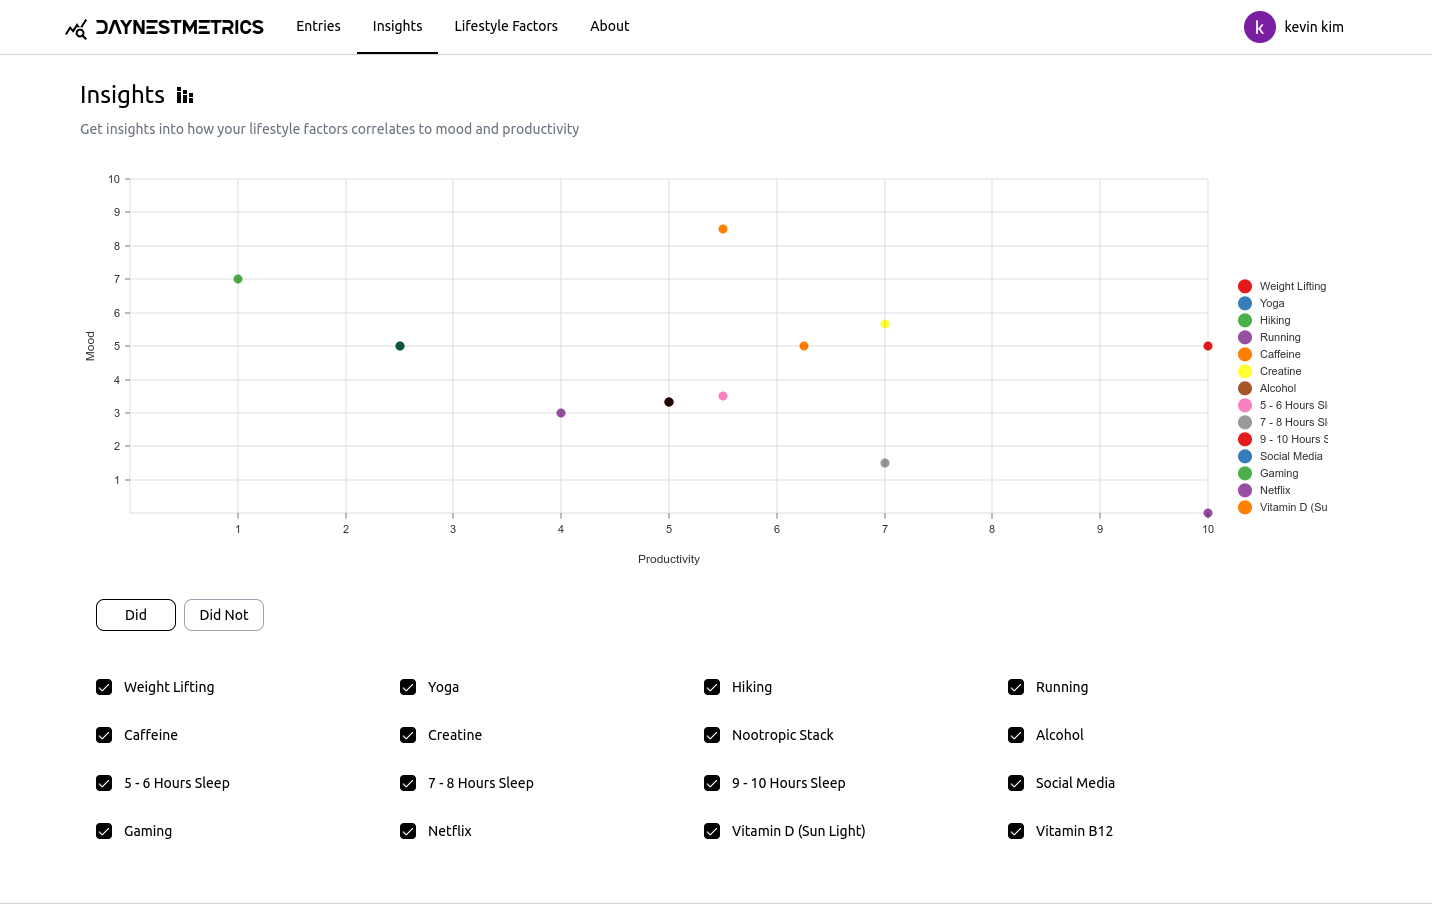 DAYNESTMETRICS Entries Insights Lifestyle Factors About k kevin kim
Insights
Get insights into how your lifestyle factors correlates to mood and productivity
10
9
8
7
6
5
4
3
2
1
Mood
1 2 3 4 5 6 7 8 9 10
Productivity
Weight Lifting
Yoga
Hiking
Running
Caffeine
Creatine
Alcohol
5 - 6 Hours Sl
7 - 8 Hours Sl
9 - 10 Hours S
Social Media
Gaming
Netflix
Vitamin D (Su
Did Did Not
Weight Lifting Yoga Hiking Running
Caffeine Creatine Nootropic Stack Alcohol
5 - 6 Hours Sleep 7 - 8 Hours Sleep 9 - 10 Hours Sleep Social Media
Gaming Netflix Vitamin D (Sun Light) Vitamin B12